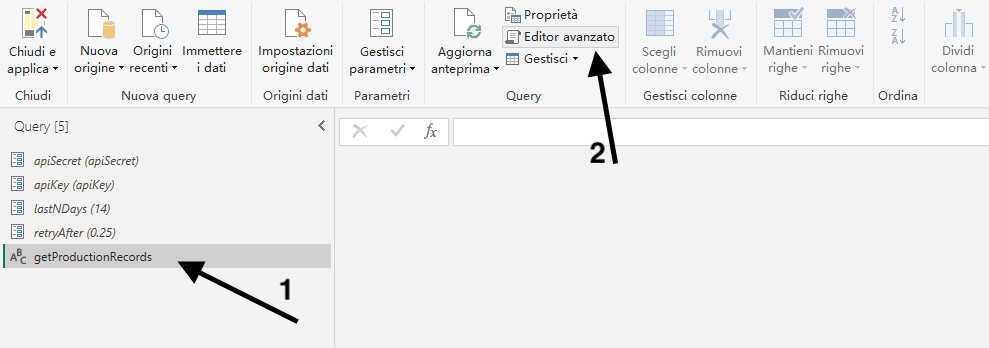 Chiudi e
applica
Nuova
origine
Origini
recenti
Immettere
i dati
Impostazioni
origine dati
Gestisci
parametri
Aggiorna
anteprima
Proprietà
Editor avanzato
Gestisci
Scegli
colonne
Rimuovi
colonne
Mantieni
righe
Rimuovi
righe
A
Z
Z
A
Dividi
colonna
Chiudi
Nuova query
Origini dati
Parametri
Query
Gestisci colonne
Riduci righe
Ordina
Query [5]
fx
apiSecret (apiSecret)
apiKey (apiKey)
lastNDays (14)
retryAfter (0.25)
ABC getProductionRecords
1
2